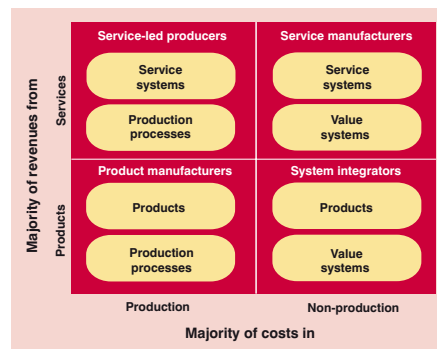 Majority of revenues from
Services
Products
Service-led producers
Service
systems
Production
processes
Service manufacturers
Service
systems
Value
systems
Product manufacturers
Products
Production
processes
System integrators
Products
Value
systems
Production
Non-production
Majority of costs in